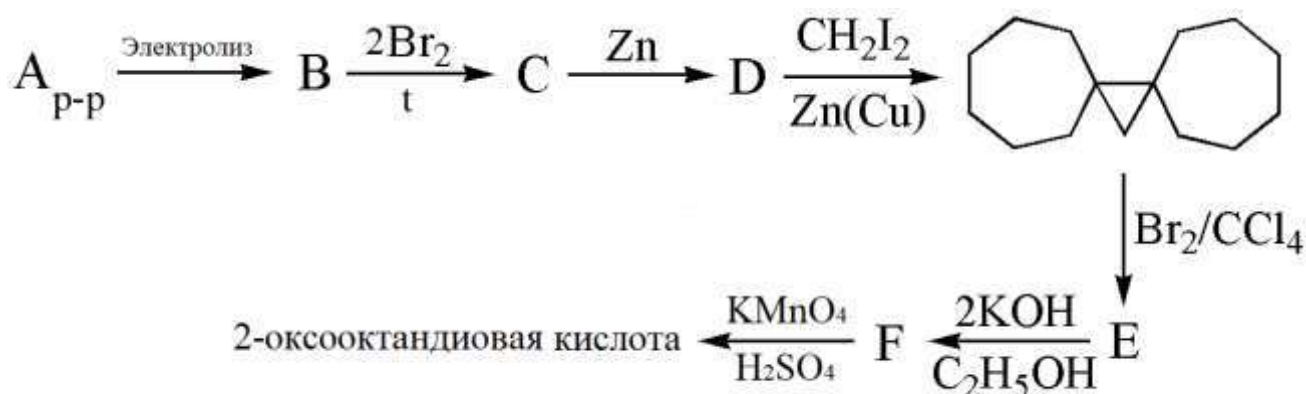 A р-р Электролиз B 2Br2 t C Zn D CH2I2 Zn(Cu)
Br2/CCl4
2-оксооктандиовая кислота KMnO4 H2SO4 F 2KOH C2H5OH E